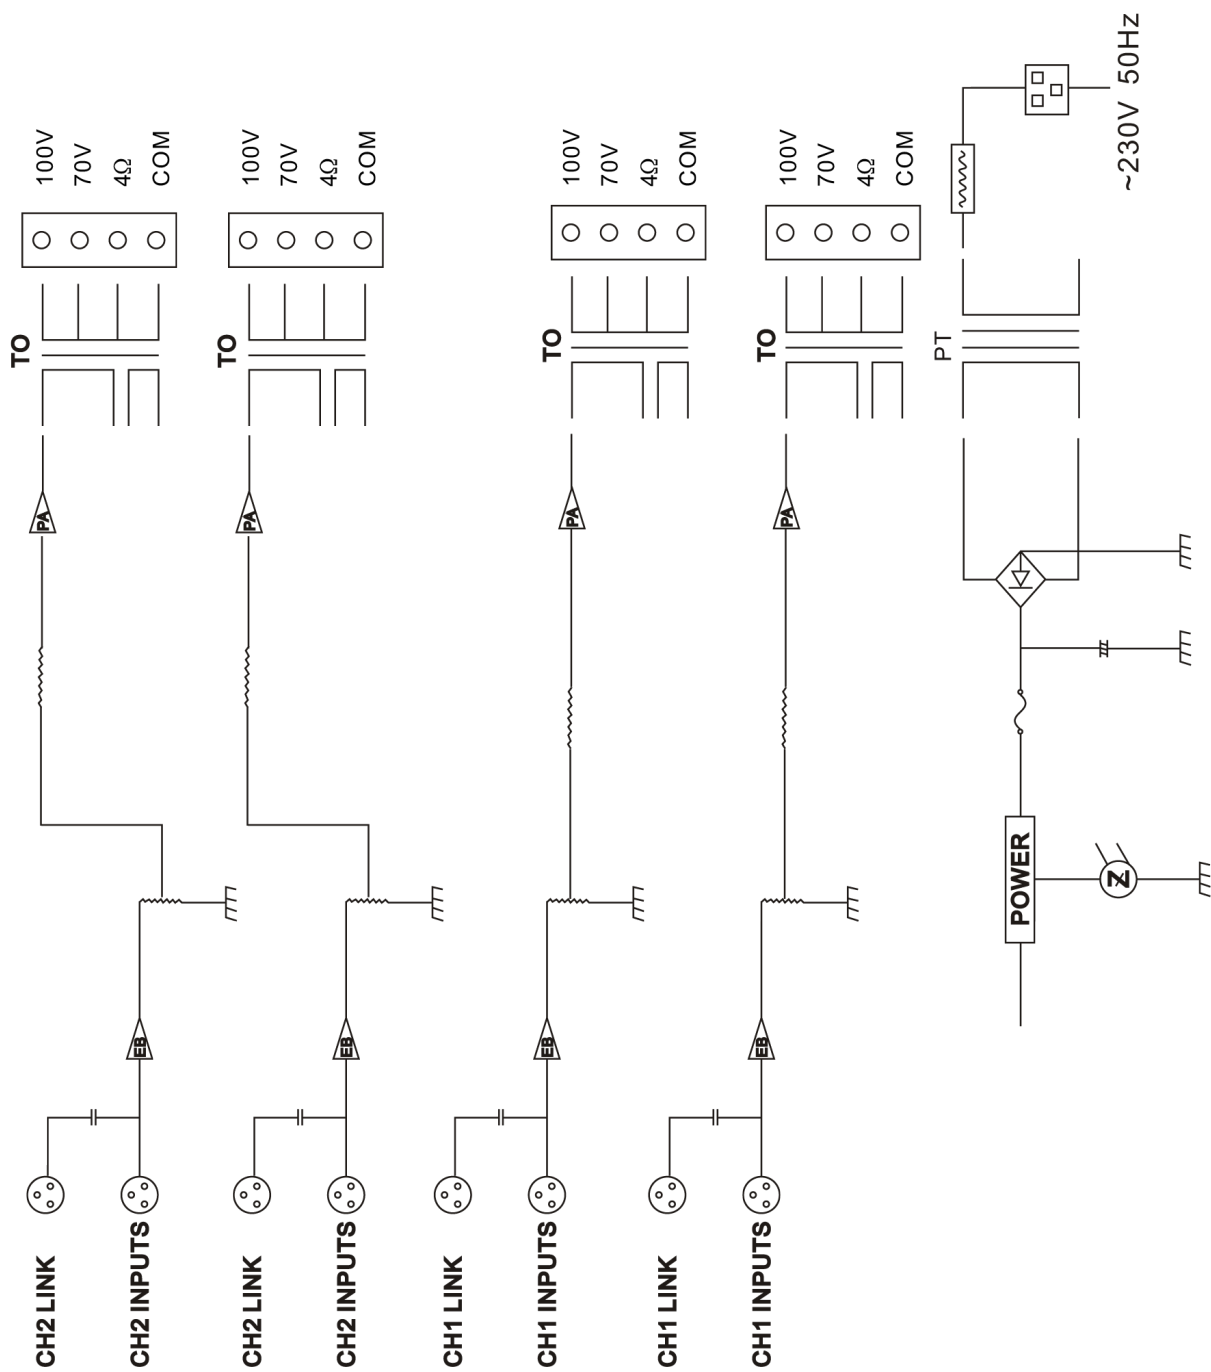 CH2 LINK
CH2 INPUTS
EB
PA
TO
100V
70V
4Ω
COM
CH2 LINK
CH2 INPUTS
EB
PA
TO
100V
70V
4Ω
COM
CH1 LINK
CH1 INPUTS
EB
PA
TO
100V
70V
4Ω
COM
CH1 LINK
CH1 INPUTS
EB
PA
TO
100V
70V
4Ω
COM
POWER
Z
PT
~230V 50Hz